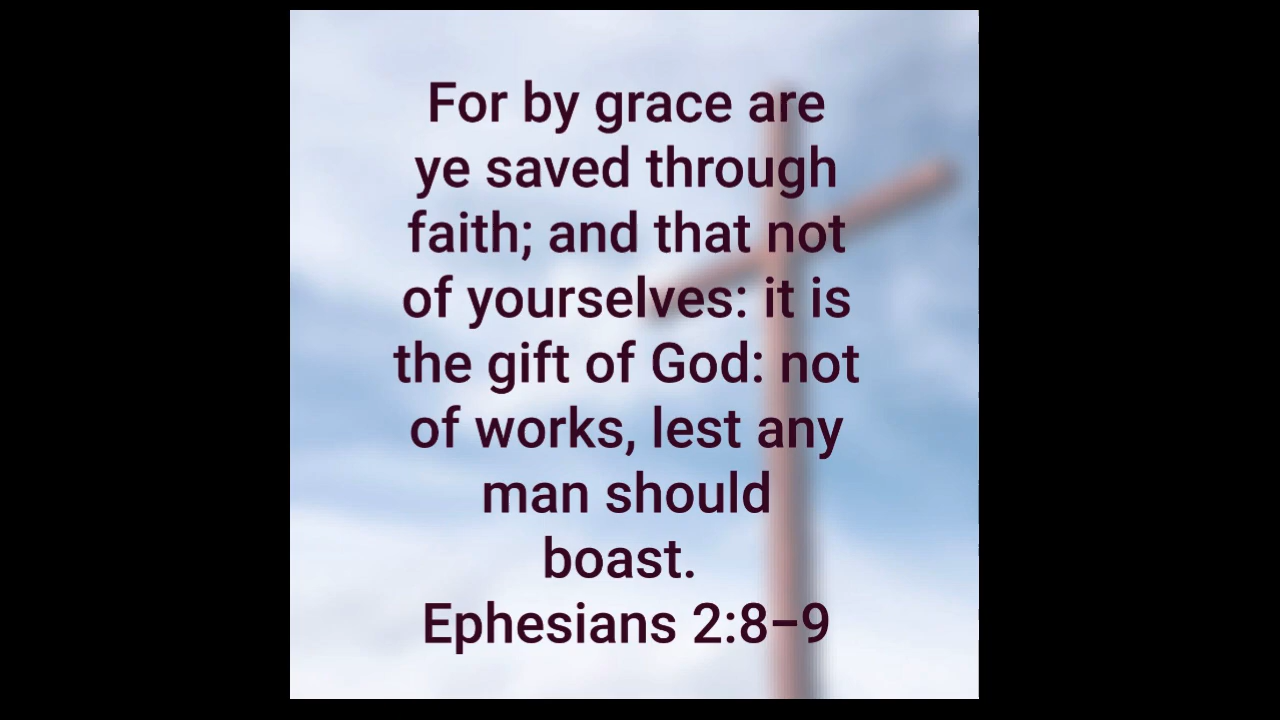 For by grace are
ye saved through
faith; and that not
of yourselves: it is
the gift of God: not
of works, lest any
man should
boast.
Ephesians 2:8–9